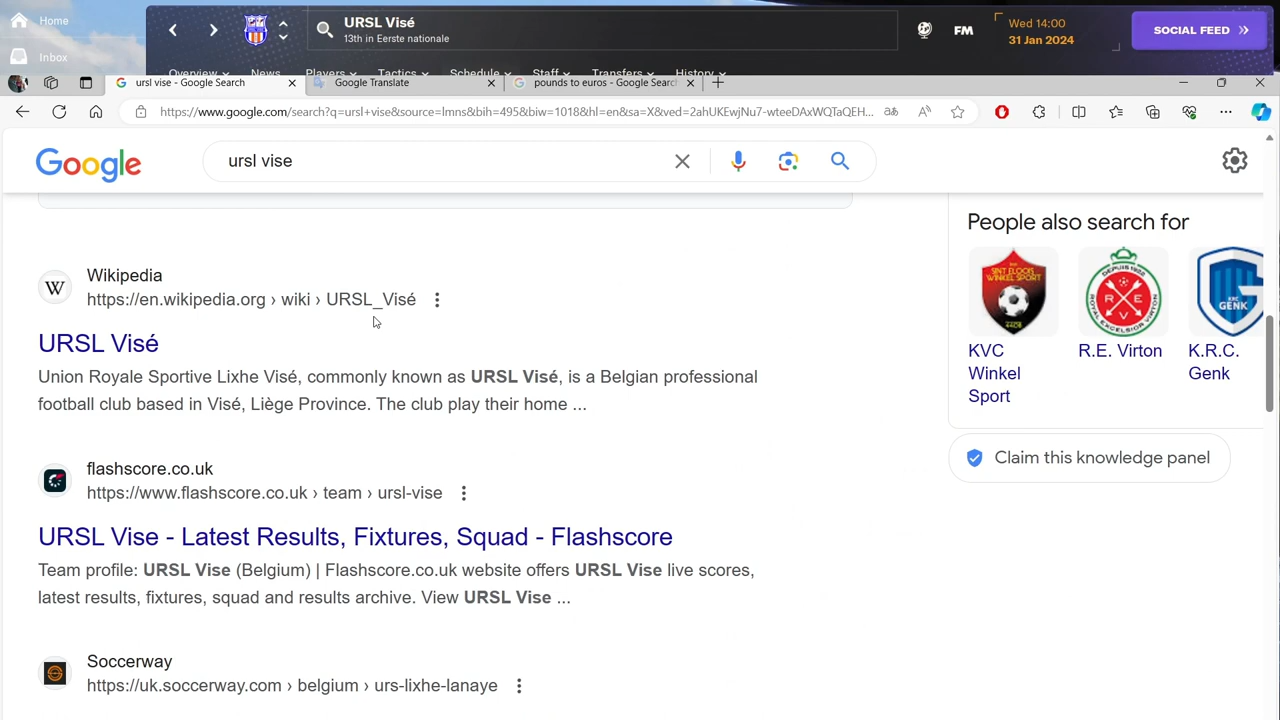 Home
Inbox
URSL Visé
13th in Eerste nationale
FM
Wed 14:00
31 Jan 2024
SOCIAL FEED
Overview
News
Players
Tactics
Schedule
Staff
Transfers
History
ursl vise - Google Search
Google Translate
pounds to euros - Google Searc
https://www.google.com/search?q=ursl+vise&source=lmns&bih=495&biw=1018&hl=en&sa=X&ved=2ahUKEwjNu7-wteeDAxWQTaQEH...
Google
ursl vise
Wikipedia
https://en.wikipedia.org › wiki › URSL_Visé
URSL Visé
Union Royale Sportive Lixhe Visé, commonly known as URSL Visé, is a Belgian professional
football club based in Visé, Liège Province. The club play their home ...
flashscore.co.uk
https://www.flashscore.co.uk › team › ursl-vise
URSL Vise - Latest Results, Fixtures, Squad - Flashscore
Team profile: URSL Vise (Belgium) | Flashscore.co.uk website offers URSL Vise live scores,
latest results, fixtures, squad and results archive. View URSL Vise ...
Soccerway
https://uk.soccerway.com › belgium › urs-lixhe-lanaye
People also search for
KVC
Winkel
Sport
R.E. Virton
K.R.C.
Genk
Claim this knowledge panel